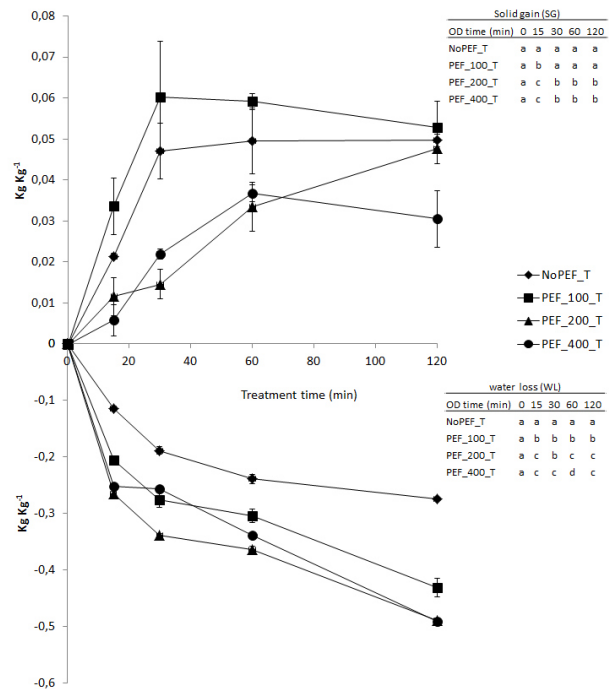 Solid gain (SG)
OD time (min) 0 15 30 60 120
NoPEF_T a a a a a
PEF_100_T a b a a a
PEF_200_T a c b b b
PEF_400_T a c b b b
0,08
0,07
0,06
0,05
0,04
0,03
0,02
0,01
0
Kg Kg-1
NoPEF_T
PEF_100_T
PEF_200_T
PEF_400_T
0 20 40 60 80 100 120
Treatment time (min)
-0,1
-0,2
-0,3
-0,4
-0,5
-0,6
Kg Kg-1
water loss (WL)
OD time (min) 0 15 30 60 120
NoPEF_T a a a a a
PEF_100_T a b b b b
PEF_200_T a c b c c
PEF_400_T a c c d c